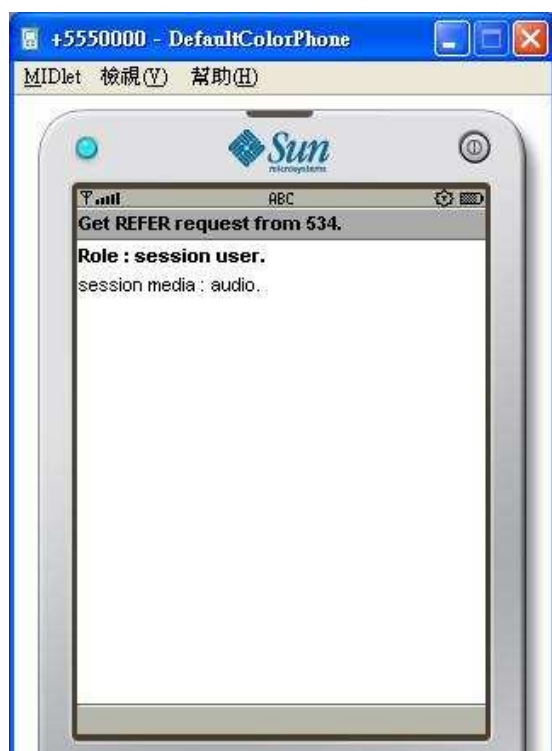 +5550000 - DefaultColorPhone
MIDlet 檢視(V) 幫助(H)
Sun
microsystems
ABC
Get REFER request from 534.
Role : session user.
session media : audio.